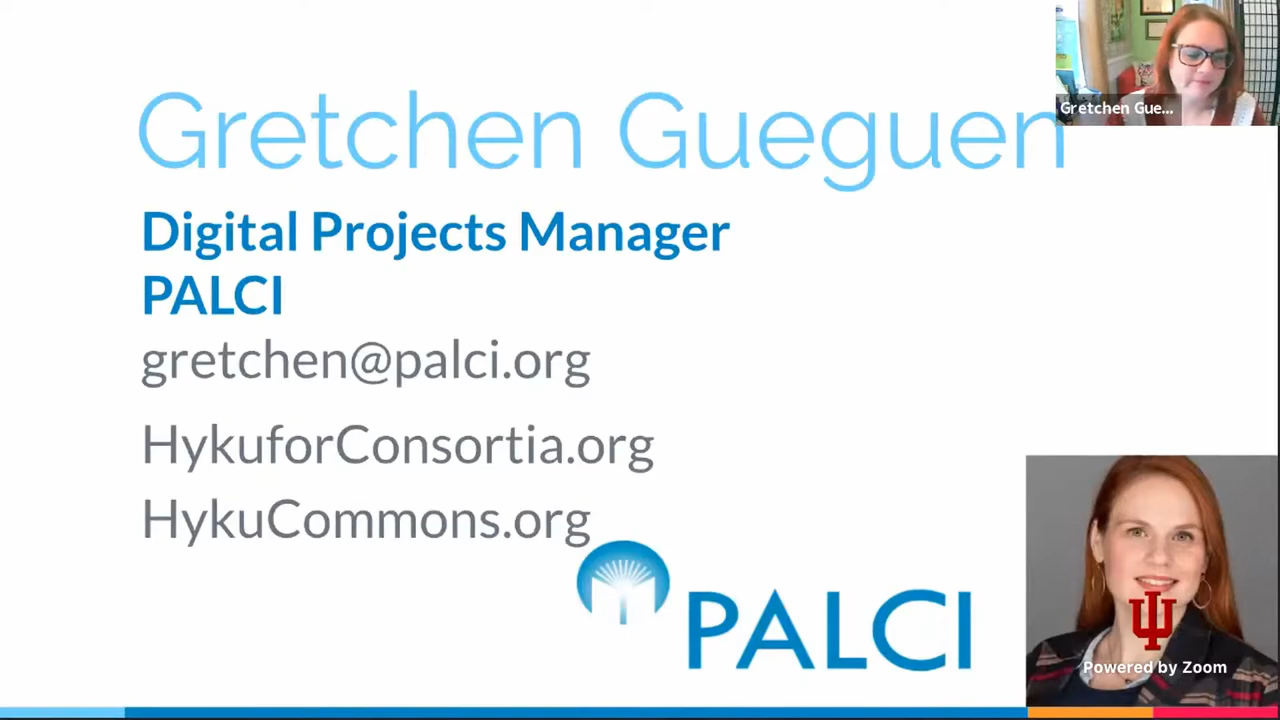 Gretchen Gueguen
Gretchen Gue...
Digital Projects Manager
PALCI
gretchen@palci.org
HykuforConsortia.org
HykuCommons.org
PALCI
Powered by Zoom